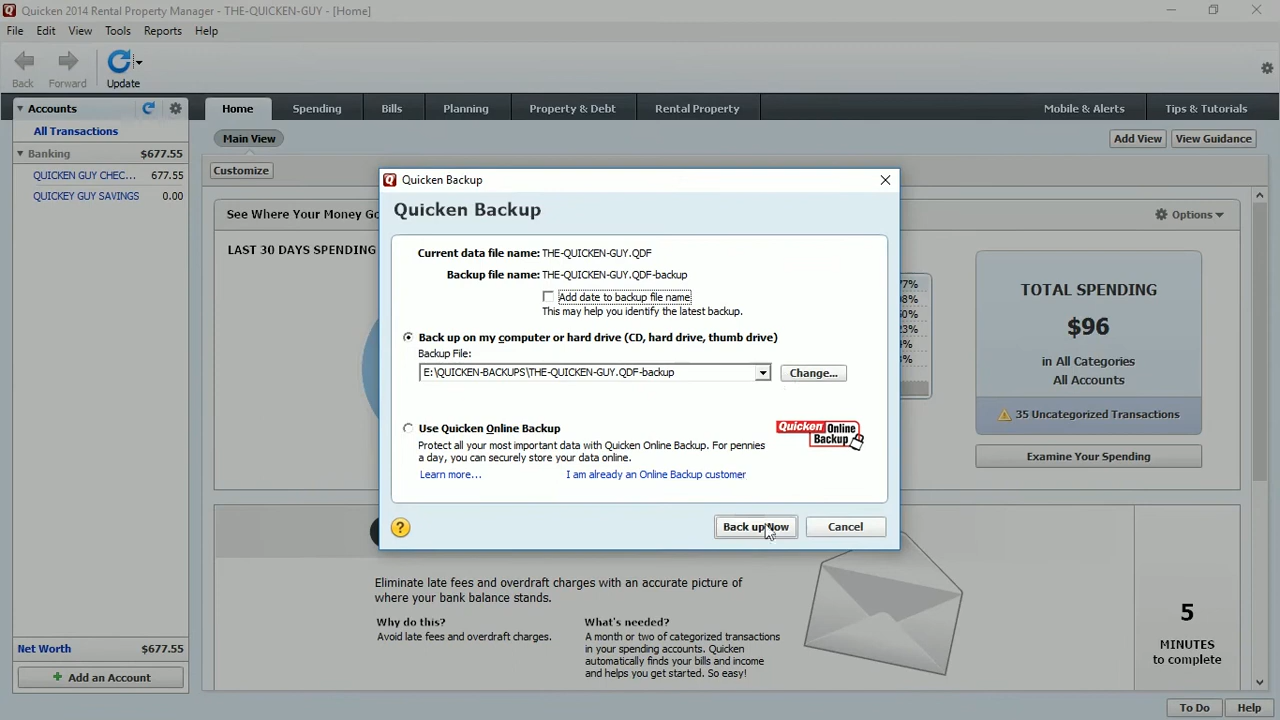 Quicken 2014 Rental Property Manager - THE-QUICKEN-GUY - [Home]
File Edit View Tools Reports Help
Back Forward Update
Accounts
Home Spending Bills Planning Property & Debt Rental Property Mobile & Alerts Tips & Tutorials
All Transactions
Banking $677.55
QUICKEN GUY CHEC... 677.55
QUICKEY GUY SAVINGS 0.00
Main View
Add View View Guidance
Customize
See Where Your Money Go
Options
LAST 30 DAYS SPENDING
Quicken Backup
Quicken Backup
Current data file name: THE-QUICKEN-GUY.QDF
Backup file name: THE-QUICKEN-GUY.QDF-backup
Add date to backup file name
This may help you identify the latest backup.
Back up on my computer or hard drive (CD, hard drive, thumb drive)
Backup File:
E:\QUICKEN-BACKUPS\THE-QUICKEN-GUY.QDF-backup
Change...
Use Quicken Online Backup
Protect all your most important data with Quicken Online Backup. For pennies
a day, you can securely store your data online.
Learn more... I am already an Online Backup customer
Quicken Online
Backup
Back up Now Cancel
TOTAL SPENDING
$96
in All Categories
All Accounts
35 Uncategorized Transactions
Examine Your Spending
Eliminate late fees and overdraft charges with an accurate picture of
where your bank balance stands.
Why do this?
Avoid late fees and overdraft charges.
What's needed?
A month or two of categorized transactions
in your spending accounts. Quicken
automatically finds your bills and income
and helps you get started. So easy!
5
MINUTES
to complete
Net Worth $677.55
Add an Account
To Do Help